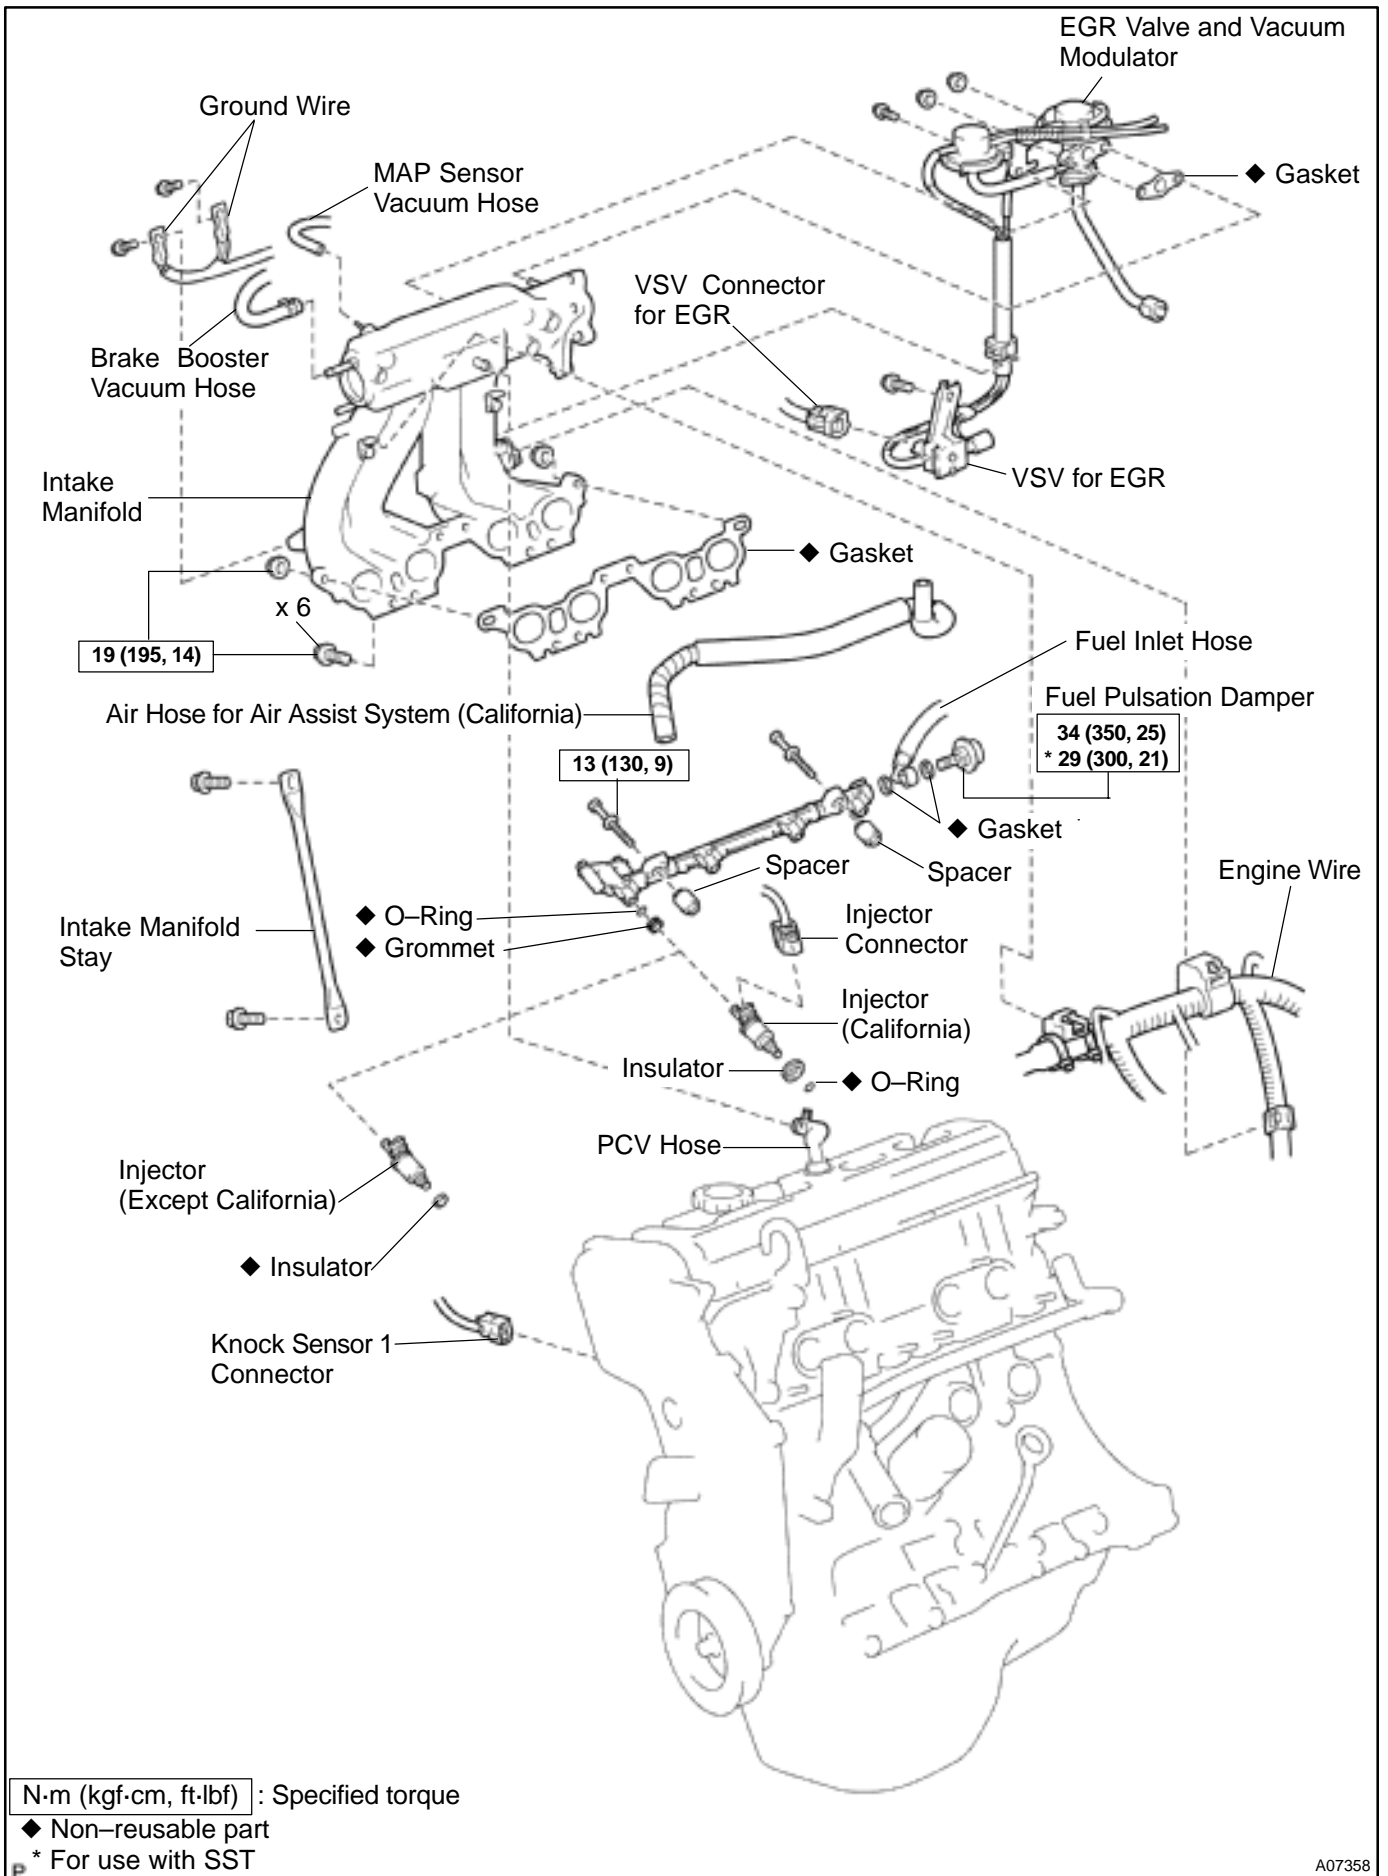 EGR Valve and Vacuum
Modulator
Ground Wire
MAP Sensor
Vacuum Hose
◆ Gasket
VSV Connector
for EGR
Brake Booster
Vacuum Hose
VSV for EGR
Intake
Manifold
◆ Gasket
x 6
19 (195, 14)
Fuel Inlet Hose
Air Hose for Air Assist System (California)
Fuel Pulsation Damper
34 (350, 25)
* 29 (300, 21)
13 (130, 9)
◆ Gasket
Spacer
Spacer
Engine Wire
◆ O–Ring
◆ Grommet
Injector
Connector
Intake Manifold
Stay
Injector
(California)
Insulator
◆ O–Ring
PCV Hose
Injector
(Except California)
◆ Insulator
Knock Sensor 1
Connector
N·m (kgf·cm, ft·lbf) : Specified torque
◆ Non–reusable part
* For use with SST
P
A07358